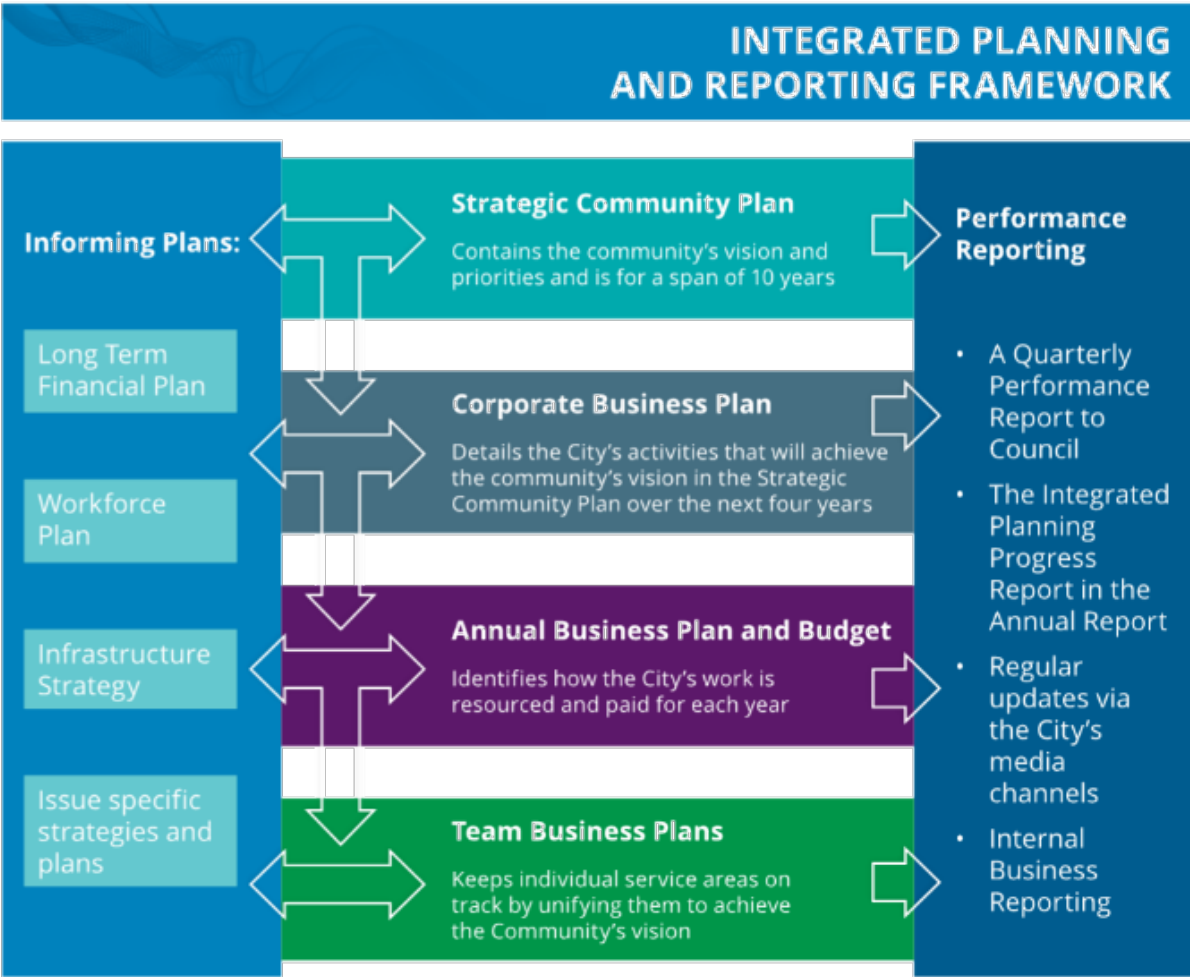 INTEGRATED PLANNING
AND REPORTING FRAMEWORK
Informing Plans:
Long Term
Financial Plan
Workforce
Plan
Infrastructure
Strategy
Issue specific
strategies and
plans
Strategic Community Plan
Contains the community's vision and
priorities and is for a span of 10 years
Corporate Business Plan
Details the City's activities that will achieve
the community's vision in the Strategic
Community Plan over the next four years
Annual Business Plan and Budget
Identifies how the City's work is
resourced and paid for each year
Team Business Plans
Keeps individual service areas on
track by unifying them to achieve
the Community's vision
Performance
Reporting
• A Quarterly
Performance
Report to
Council
• The Integrated
Planning
Progress
Report in the
Annual Report
• Regular
updates via
the City's
media
channels
• Internal
Business
Reporting